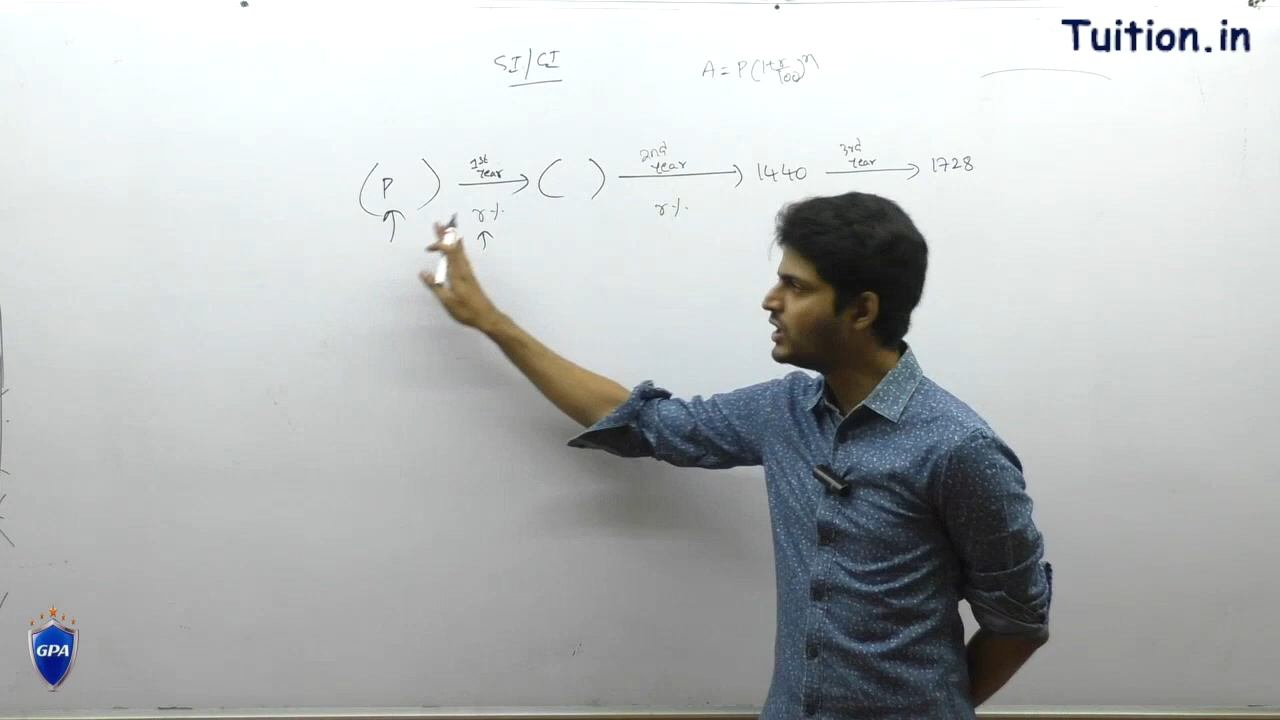 Tuition.in
SI/CI
A = P(1+r/100)^n
(P) 1st year r% → ( ) 2nd year r% → 1440 3rd year → 1728
GPA